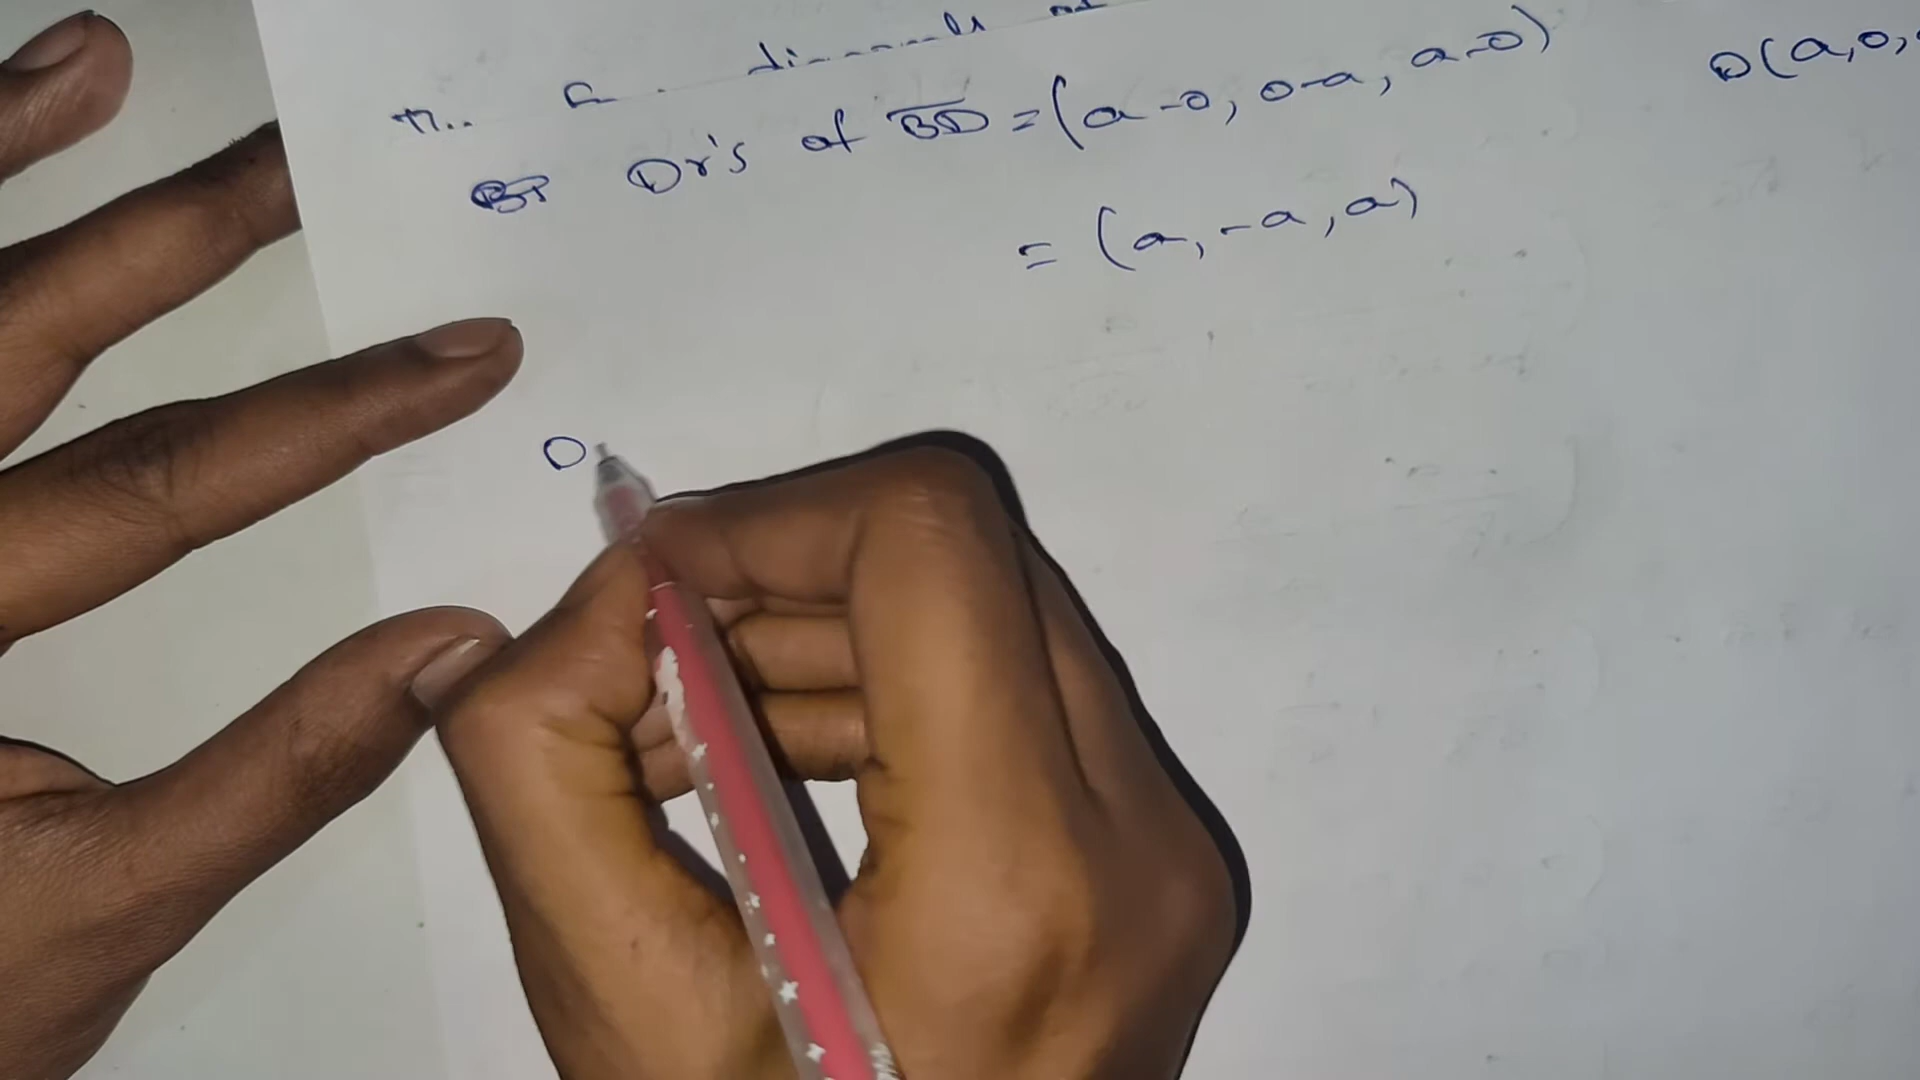 D(a,0,
Dr's of BD = (a-0, 0-a, a-0)
= (a, -a, a)
D